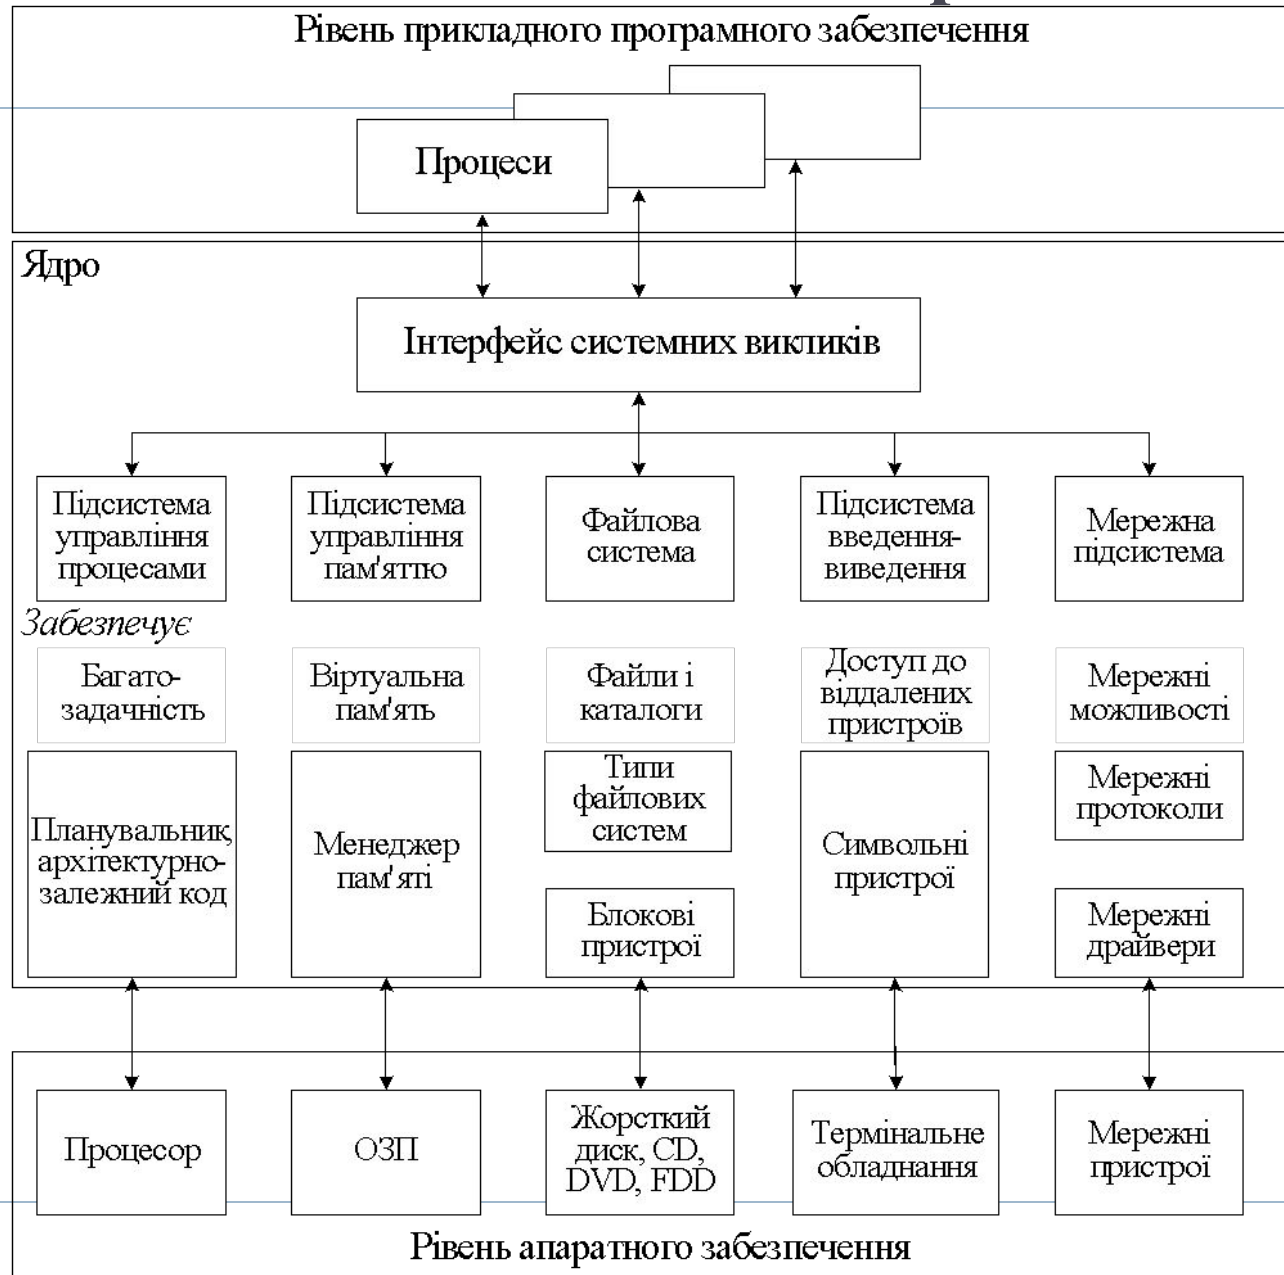 Рівень прикладного програмного забезпечення
Процеси
Ядро
Інтерфейс системних викликів
Підсистема
управління
процесами
Підсистема
управління
пам'яттю
Файлова
система
Підсистема
введення-
виведення
Мережна
підсистема
Забезпечує
Багато-
задачність
Віртуальна
пам'ять
Файли і
каталоги
Доступ до
віддалених
пристроїв
Мережні
можливості
Планувальник,
архітектурно-
залежний код
Менеджер
пам'яті
Типи
файлових
систем
Блокові
пристрої
Символьні
пристрої
Мережні
протоколи
Мережні
драйвери
Процесор
ОЗП
Жорсткий
диск, CD,
DVD, FDD
Термінальне
обладнання
Мережні
пристрої
Рівень апаратного забезпечення